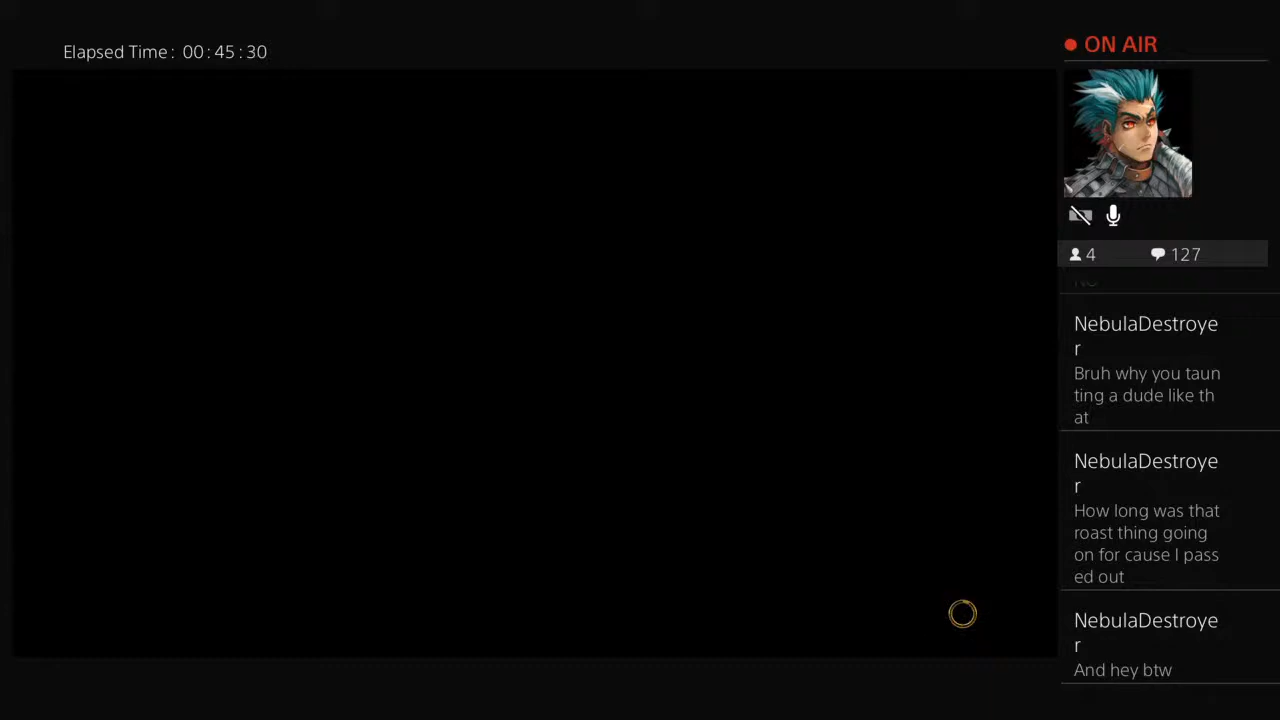 Elapsed Time: 00:45:30
ON AIR
4 127
NebulaDestroye
r
Bruh why you taun
ting a dude like th
at
NebulaDestroye
r
How long was that
roast thing going
on for cause I pass
ed out
NebulaDestroye
r
And hey btw